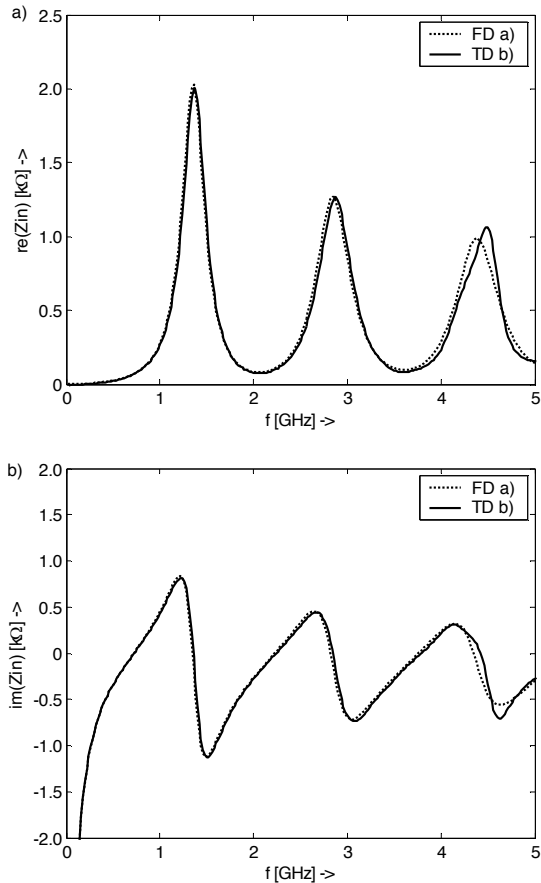 a)
FD a)
TD b)
re(Zin) [kΩ] ->
2.0
1.5
1.0
0.5
0
0 1 2 3 4 5
f [GHz] ->
b)
FD a)
TD b)
im(Zin) [kΩ] ->
2.0
1.5
1.0
0.5
0
-0.5
-1.0
-1.5
-2.0
0 1 2 3 4 5
f [GHz] ->